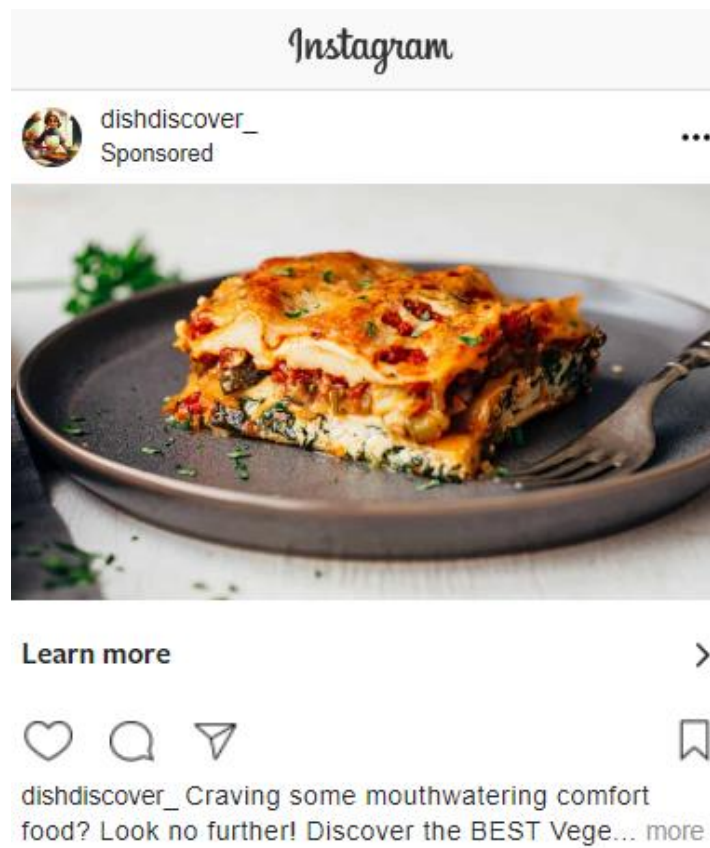 Instagram
dishdiscover_
Sponsored
Learn more
dishdiscover_ Craving some mouthwatering comfort
food? Look no further! Discover the BEST Vege... more